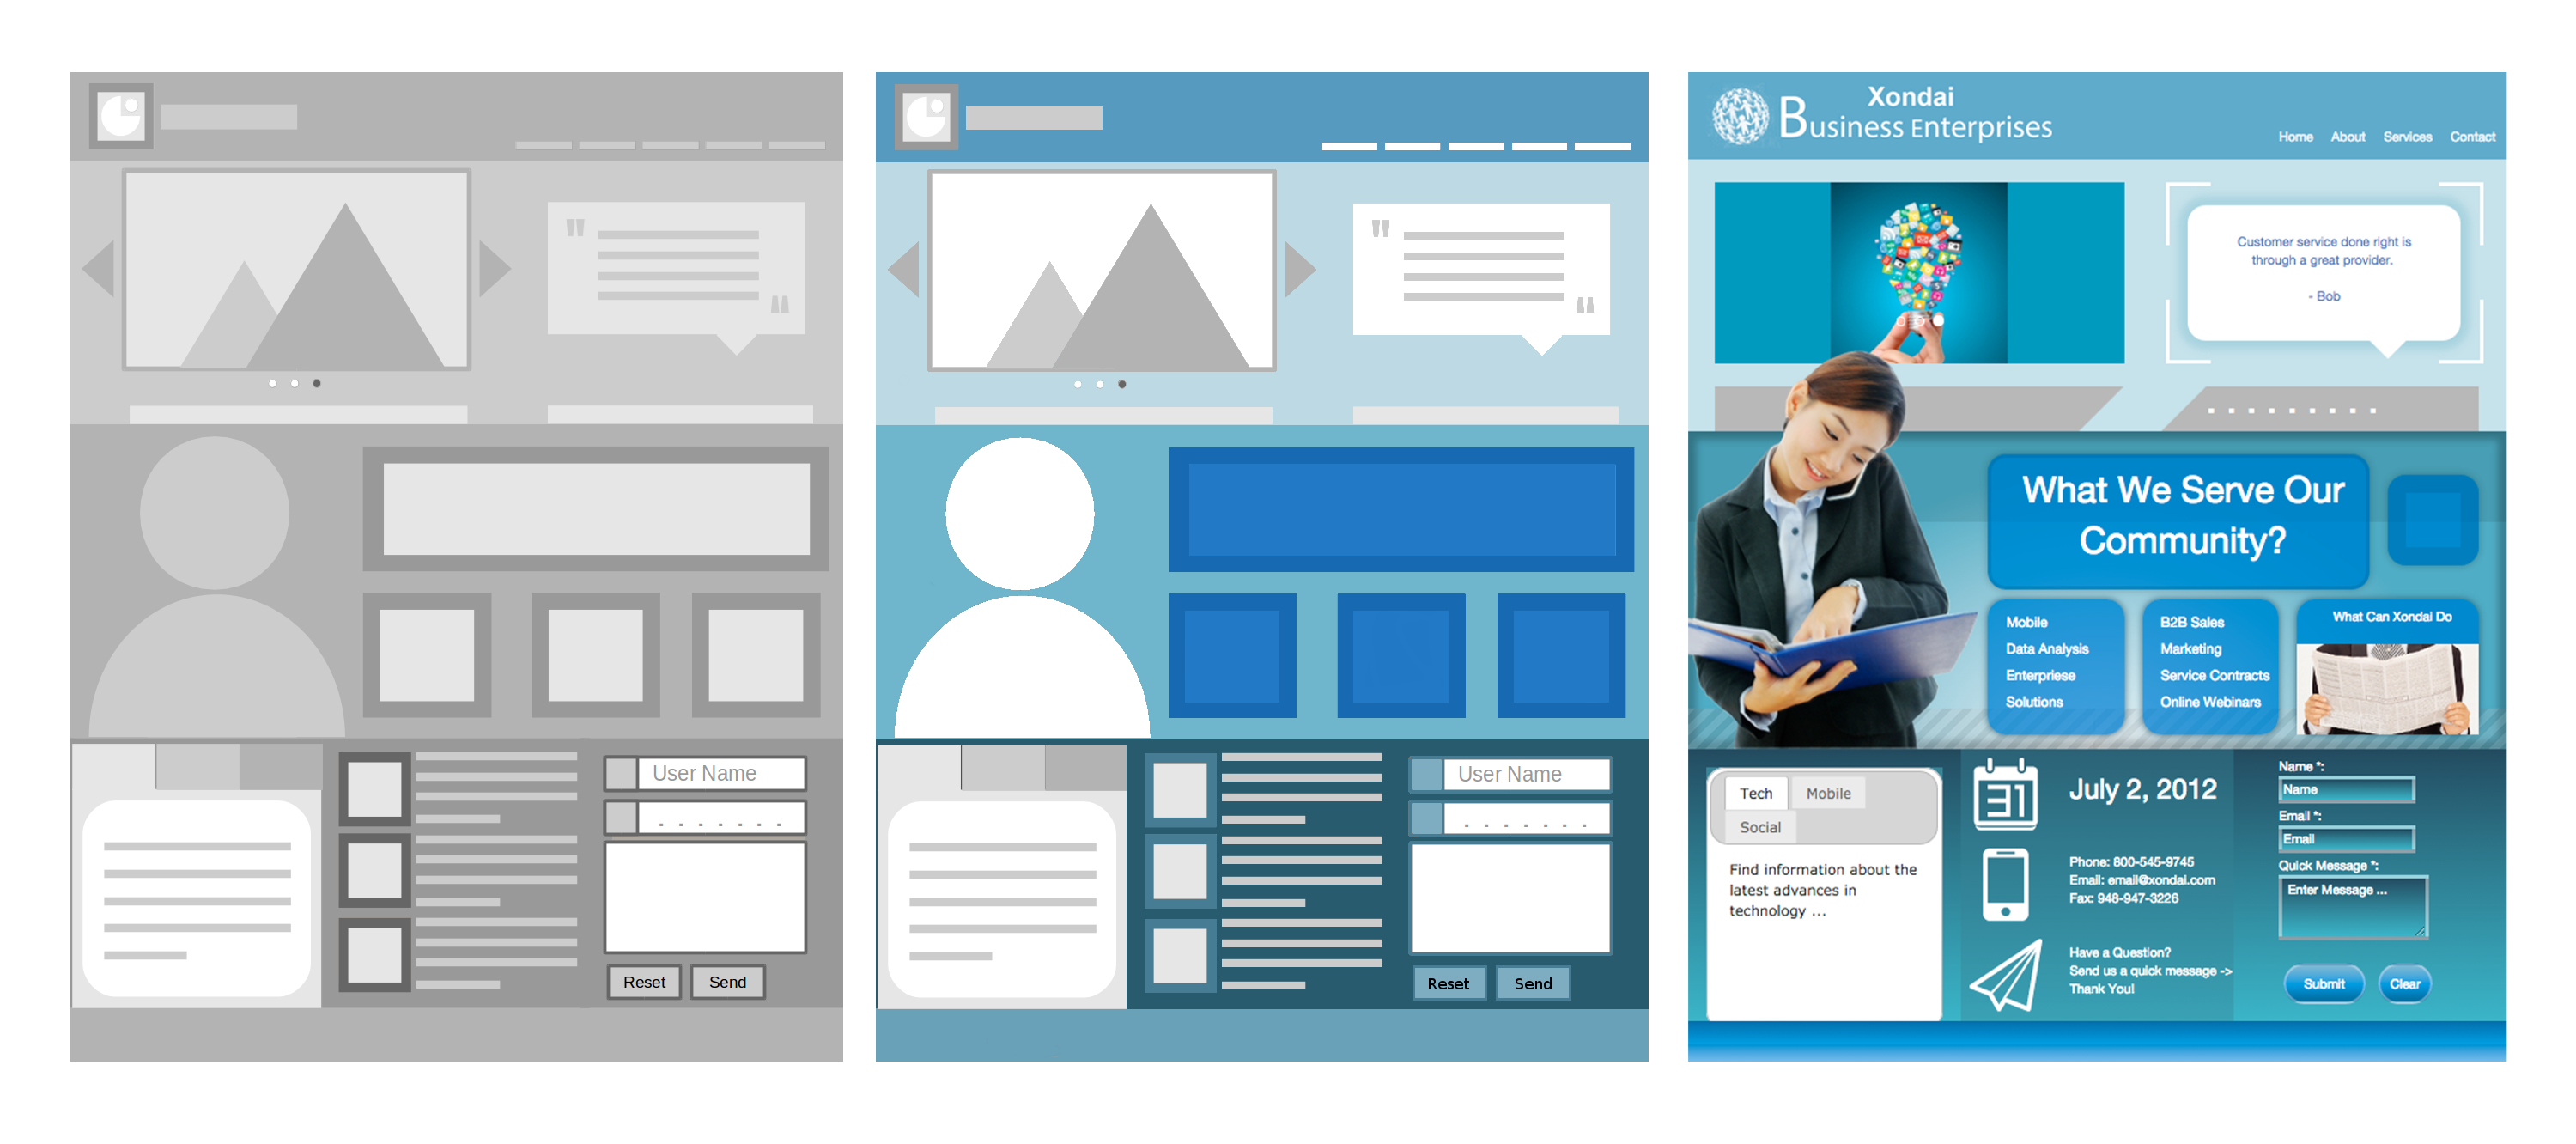 User Name
Reset Send
User Name
Reset Send
Xondai
Business Enterprises
Home About Services Contact
Customer service done right is
through a great provider.
- Bob
What We Serve Our
Community?
Mobile
Data Analysis
Enterpriese
Solutions
B2B Sales
Marketing
Service Contracts
Online Webinars
What Can Xondai Do
Tech Mobile
Social
Find information about the
latest advances in
technology ...
31
July 2, 2012
Phone: 800-545-9745
Email: email@xondai.com
Fax: 948-947-3226
Have a Question?
Send us a quick message ->
Thank You!
Name *:
Name
Email *:
Email
Quick Message *:
Enter Message ...
Submit Clear